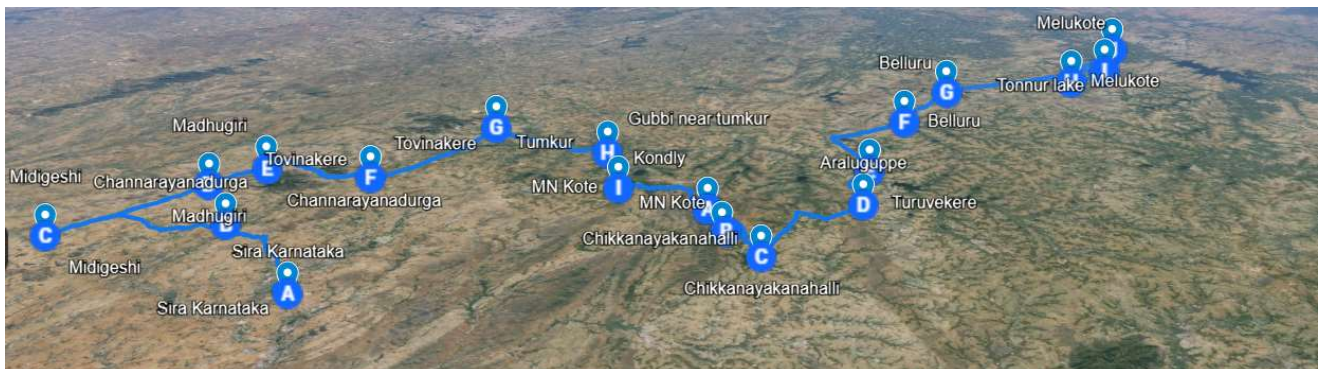 Midigeshi
C
Midigeshi
Channarayanadurga
Madhugiri
E
Madhugiri
Sira Karnataka
Sira Karnataka
A
Tovinakere
F
Channarayanadurga
Tovinakere
G
Tumkur
H
Gubbi near tumkur
Kondly
I
MN Kote
MN Kote
A
Chikkanayakanahalli
C
Chikkanayakanahalli
D
Turuvekere
Araluguppe
F
Belluru
G
Belluru
Tonnur lake
H
I
Melukote
Melukote